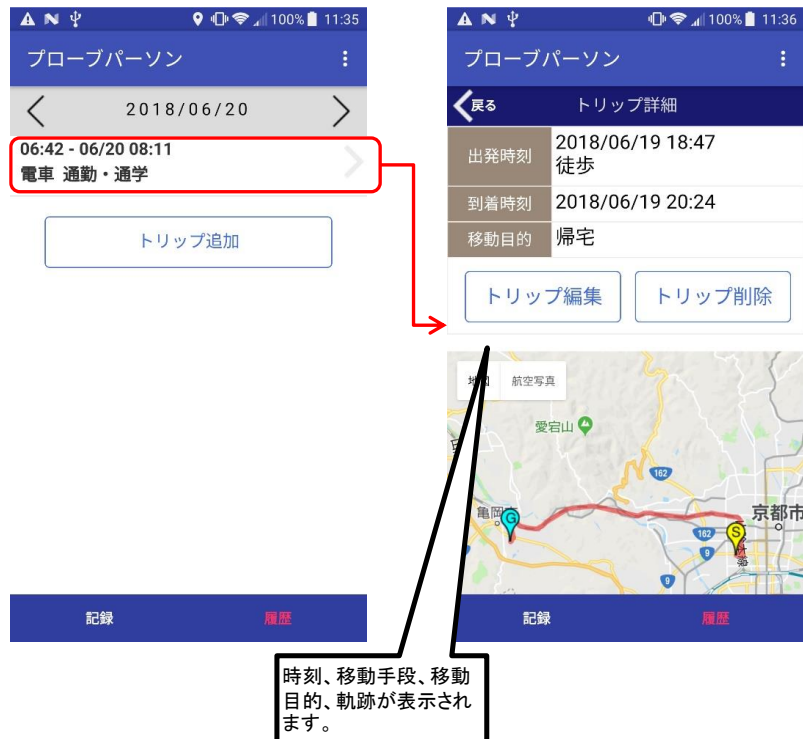 100% 11:35
プローブパーソン
2018/06/20
06:42 - 06/20 08:11
電車 通勤・通学
トリップ追加
記録
履歴
100% 11:36
プローブパーソン
戻る
トリップ詳細
出発時刻
2018/06/19 18:47
徒歩
到着時刻
2018/06/19 20:24
移動目的
帰宅
トリップ編集
トリップ削除
航空写真
愛宕山
162
亀岡
京都市
G
S
162
9
9
記録
履歴
時刻、移動手段、移動
目的、軌跡が表示され
ます。